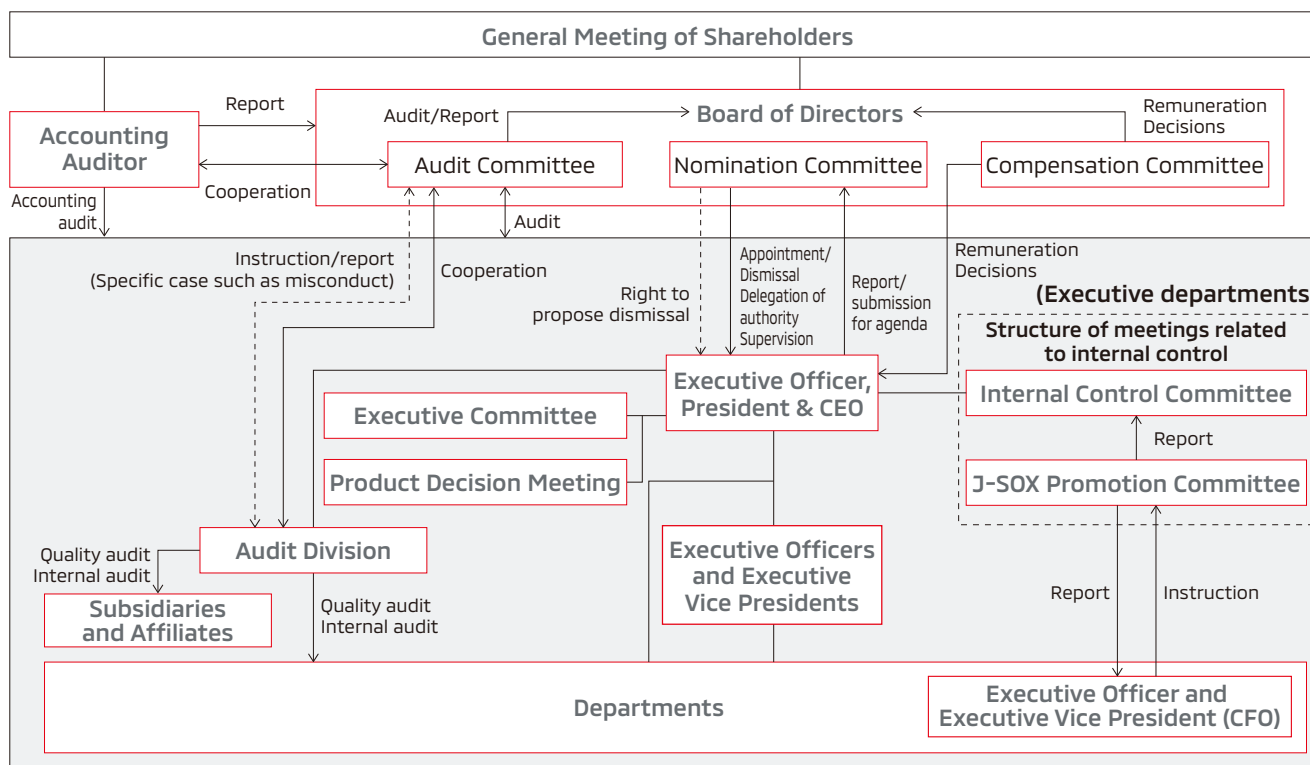 General Meeting of Shareholders
Report
Accounting
Auditor
Audit/Report
Board of Directors
Remuneration
Decisions
Audit Committee
Nomination Committee
Compensation Committee
Cooperation
Accounting
audit
Audit
Instruction/report
(Specific case such as misconduct)
Cooperation
Right to
propose dismissal
Appointment/
Dismissal
Delegation of
authority
Supervision
Report/
submission
for agenda
Remuneration
Decisions
(Executive departments
Structure of meetings related
to internal control
Executive Officer,
President & CEO
Internal Control Committee
Executive Committee
Report
Product Decision Meeting
J-SOX Promotion Committee
Audit Division
Quality audit
Internal audit
Executive Officers
and Executive
Vice Presidents
Subsidiaries
and Affiliates
Quality audit
Internal audit
Report
Instruction
Departments
Executive Officer and
Executive Vice President (CFO)